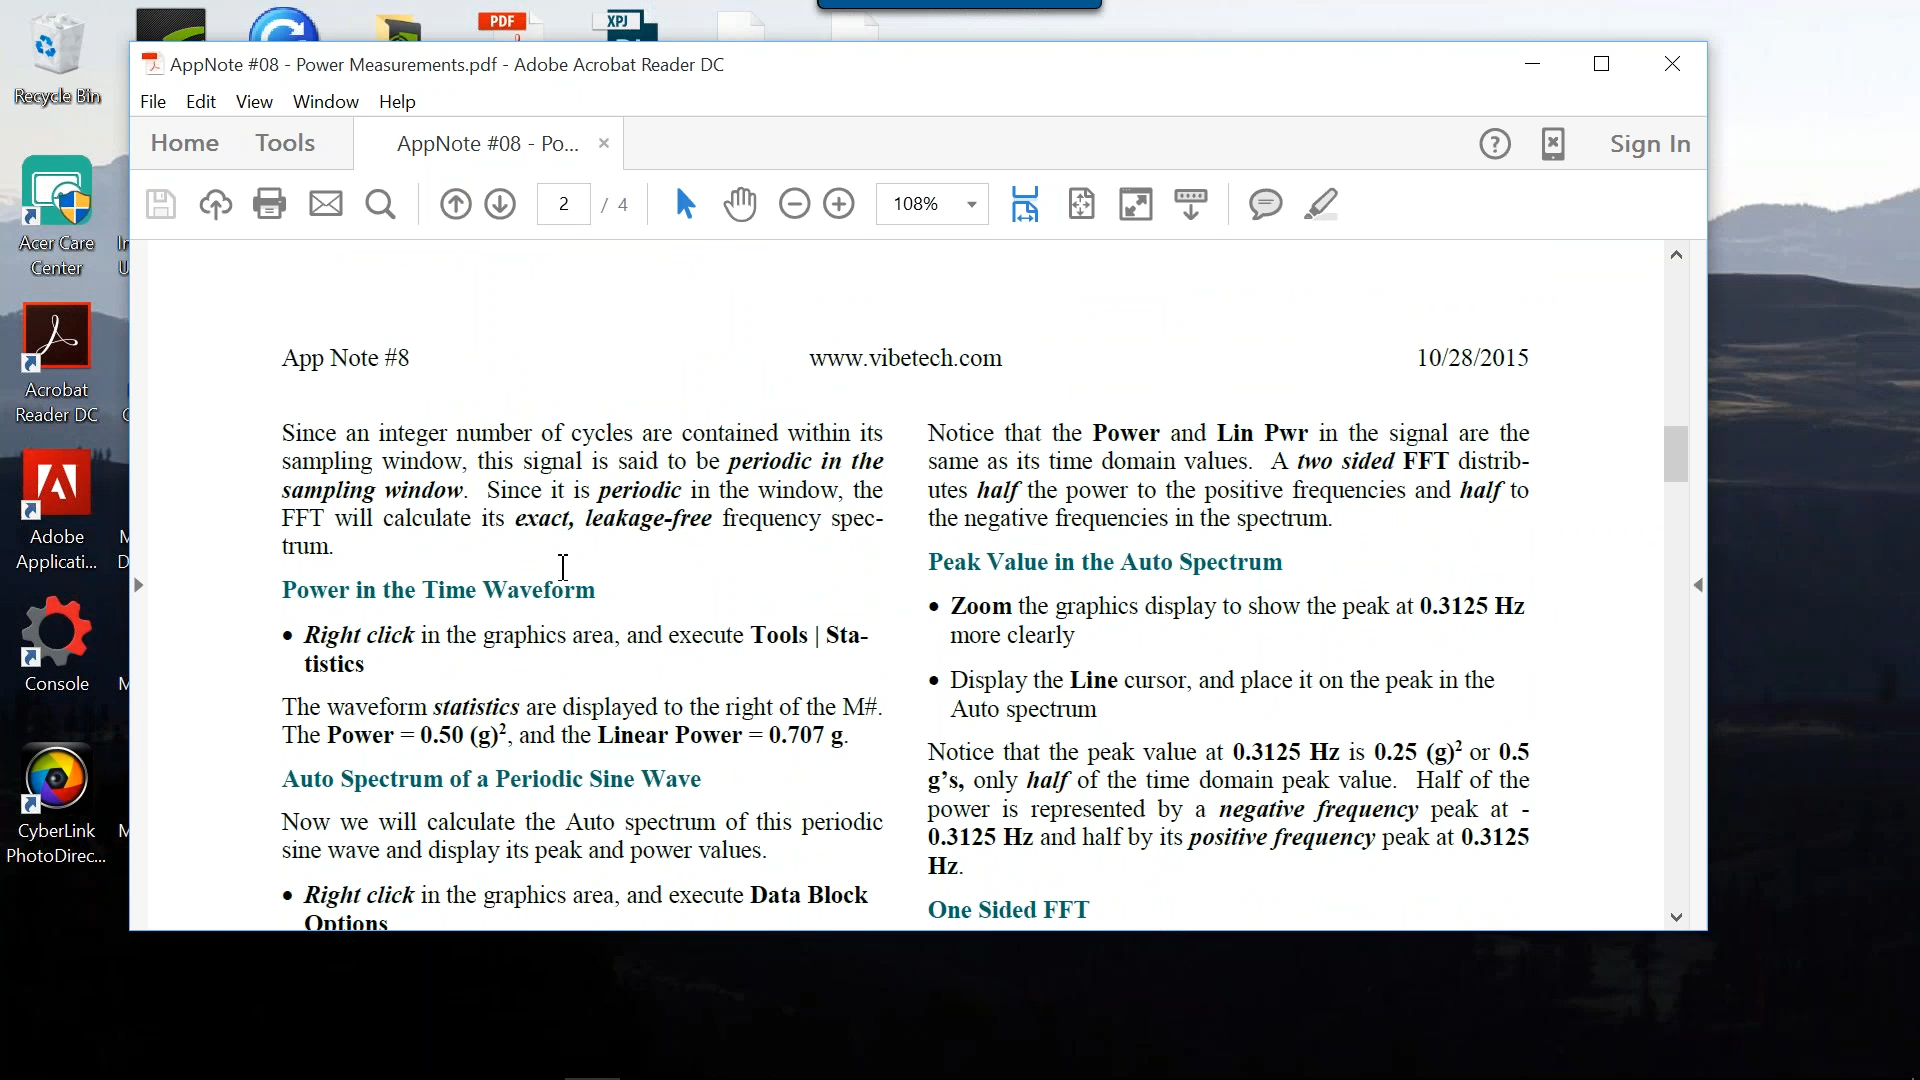 PDF
XPJ
Recycle Bin
AppNote #08 - Power Measurements.pdf - Adobe Acrobat Reader DC
File Edit View Window Help
Home Tools AppNote #08 - Po... × Sign In
2 / 4 108%
Acer Care
Center
Acrobat
Reader DC
Adobe
Applicati...
Console
CyberLink
PhotoDirec...
App Note #8 www.vibetech.com 10/28/2015
Since an integer number of cycles are contained within its
sampling window, this signal is said to be periodic in the
sampling window. Since it is periodic in the window, the
FFT will calculate its exact, leakage-free frequency spec-
trum.
Power in the Time Waveform
• Right click in the graphics area, and execute Tools | Sta-
tistics
The waveform statistics are displayed to the right of the M#.
The Power = 0.50 (g)², and the Linear Power = 0.707 g.
Auto Spectrum of a Periodic Sine Wave
Now we will calculate the Auto spectrum of this periodic
sine wave and display its peak and power values.
• Right click in the graphics area, and execute Data Block
Options
Notice that the Power and Lin Pwr in the signal are the
same as its time domain values. A two sided FFT distrib-
utes half the power to the positive frequencies and half to
the negative frequencies in the spectrum.
Peak Value in the Auto Spectrum
• Zoom the graphics display to show the peak at 0.3125 Hz
more clearly
• Display the Line cursor, and place it on the peak in the
Auto spectrum
Notice that the peak value at 0.3125 Hz is 0.25 (g)² or 0.5
g's, only half of the time domain peak value. Half of the
power is represented by a negative frequency peak at -
0.3125 Hz and half by its positive frequency peak at 0.3125
Hz.
One Sided FFT